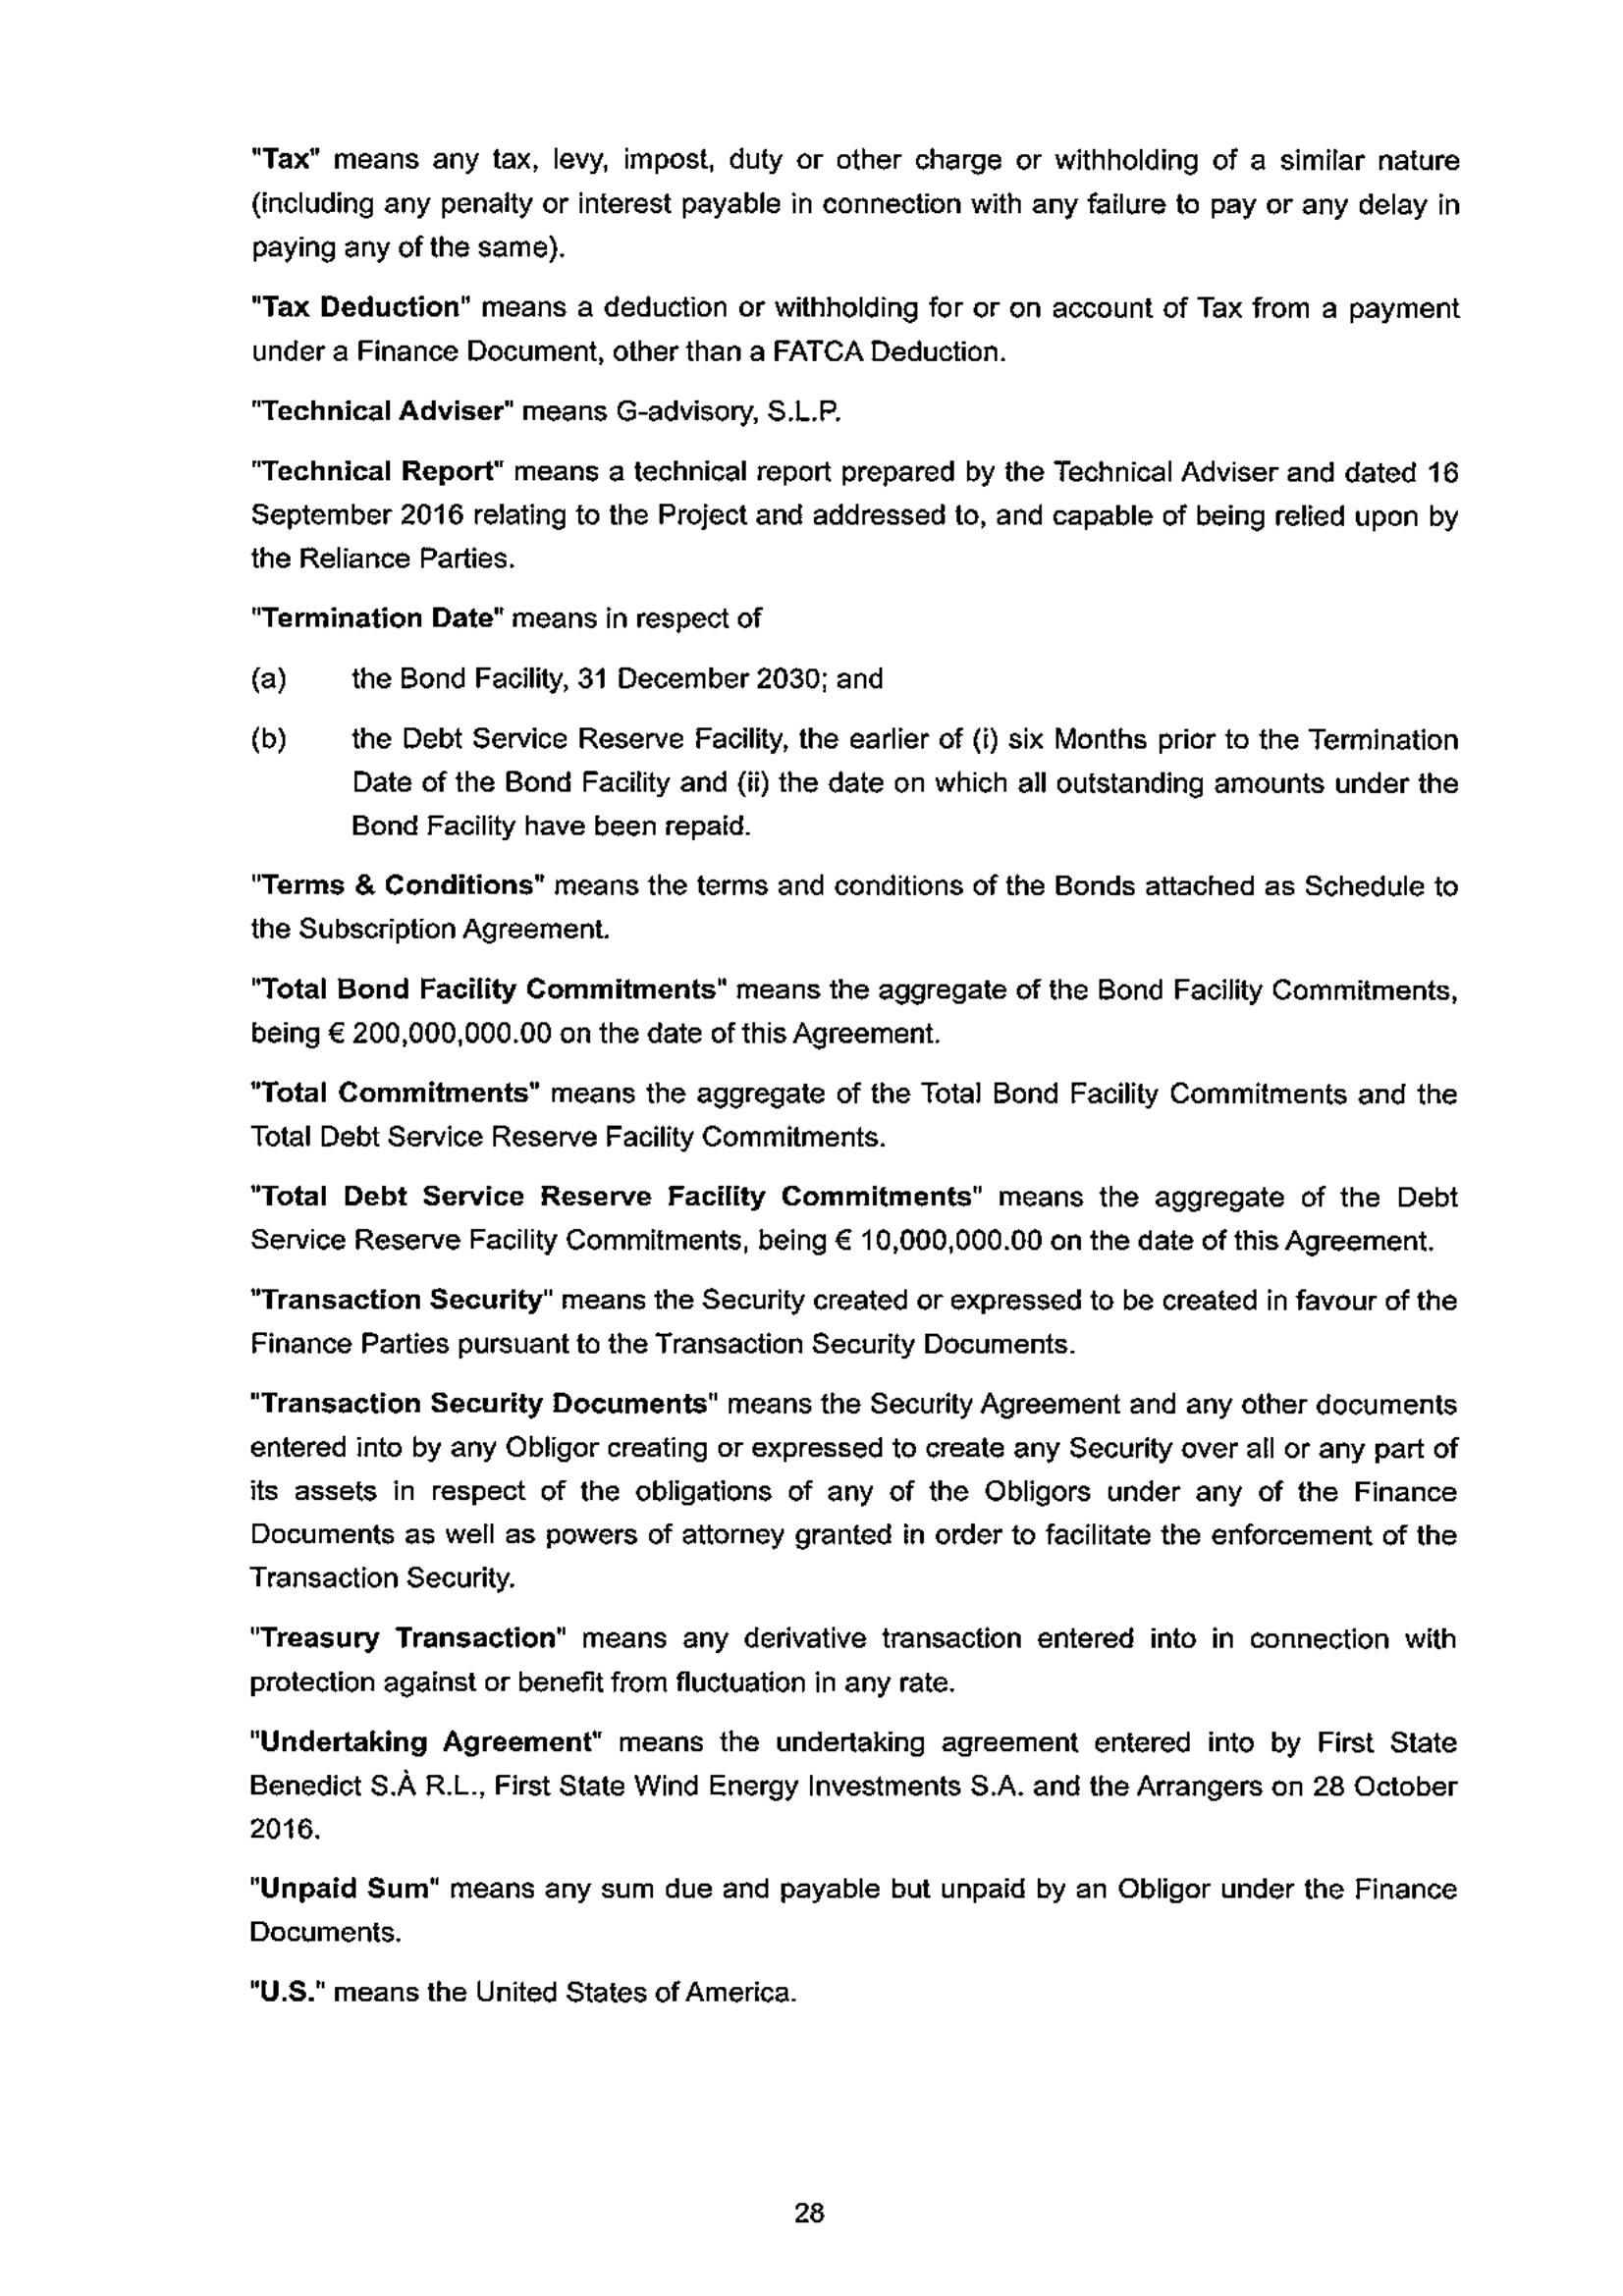 "Tax" means any tax, levy, impost, duty or other charge or withholding of a similar nature
(including any penalty or interest payable in connection with any failure to pay or any delay in
paying any of the same).
"Tax Deduction" means a deduction or withholding for or on account of Tax from a payment
under a Finance Document, other than a FATCA Deduction.
"Technical Adviser" means G-advisory, S.L.P.
"Technical Report" means a technical report prepared by the Technical Adviser and dated 16
September 2016 relating to the Project and addressed to, and capable of being relied upon by
the Reliance Parties.
"Termination Date" means in respect of
(a) the Bond Facility, 31 December 2030; and
(b) the Debt Service Reserve Facility, the earlier of (i) six Months prior to the Termination
Date of the Bond Facility and (ii) the date on which all outstanding amounts under the
Bond Facility have been repaid.
"Terms & Conditions" means the terms and conditions of the Bonds attached as Schedule to
the Subscription Agreement.
"Total Bond Facility Commitments" means the aggregate of the Bond Facility Commitments,
being € 200,000,000.00 on the date of this Agreement.
"Total Commitments" means the aggregate of the Total Bond Facility Commitments and the
Total Debt Service Reserve Facility Commitments.
"Total Debt Service Reserve Facility Commitments" means the aggregate of the Debt
Service Reserve Facility Commitments, being € 10,000,000.00 on the date of this Agreement.
"Transaction Security" means the Security created or expressed to be created in favour of the
Finance Parties pursuant to the Transaction Security Documents.
"Transaction Security Documents" means the Security Agreement and any other documents
entered into by any Obligor creating or expressed to create any Security over all or any part of
its assets in respect of the obligations of any of the Obligors under any of the Finance
Documents as well as powers of attorney granted in order to facilitate the enforcement of the
Transaction Security.
"Treasury Transaction" means any derivative transaction entered into in connection with
protection against or benefit from fluctuation in any rate.
"Undertaking Agreement" means the undertaking agreement entered into by First State
Benedict S.À R.L., First State Wind Energy Investments S.A. and the Arrangers on 28 October
2016.
"Unpaid Sum" means any sum due and payable but unpaid by an Obligor under the Finance
Documents.
"U.S." means the United States of America.
28